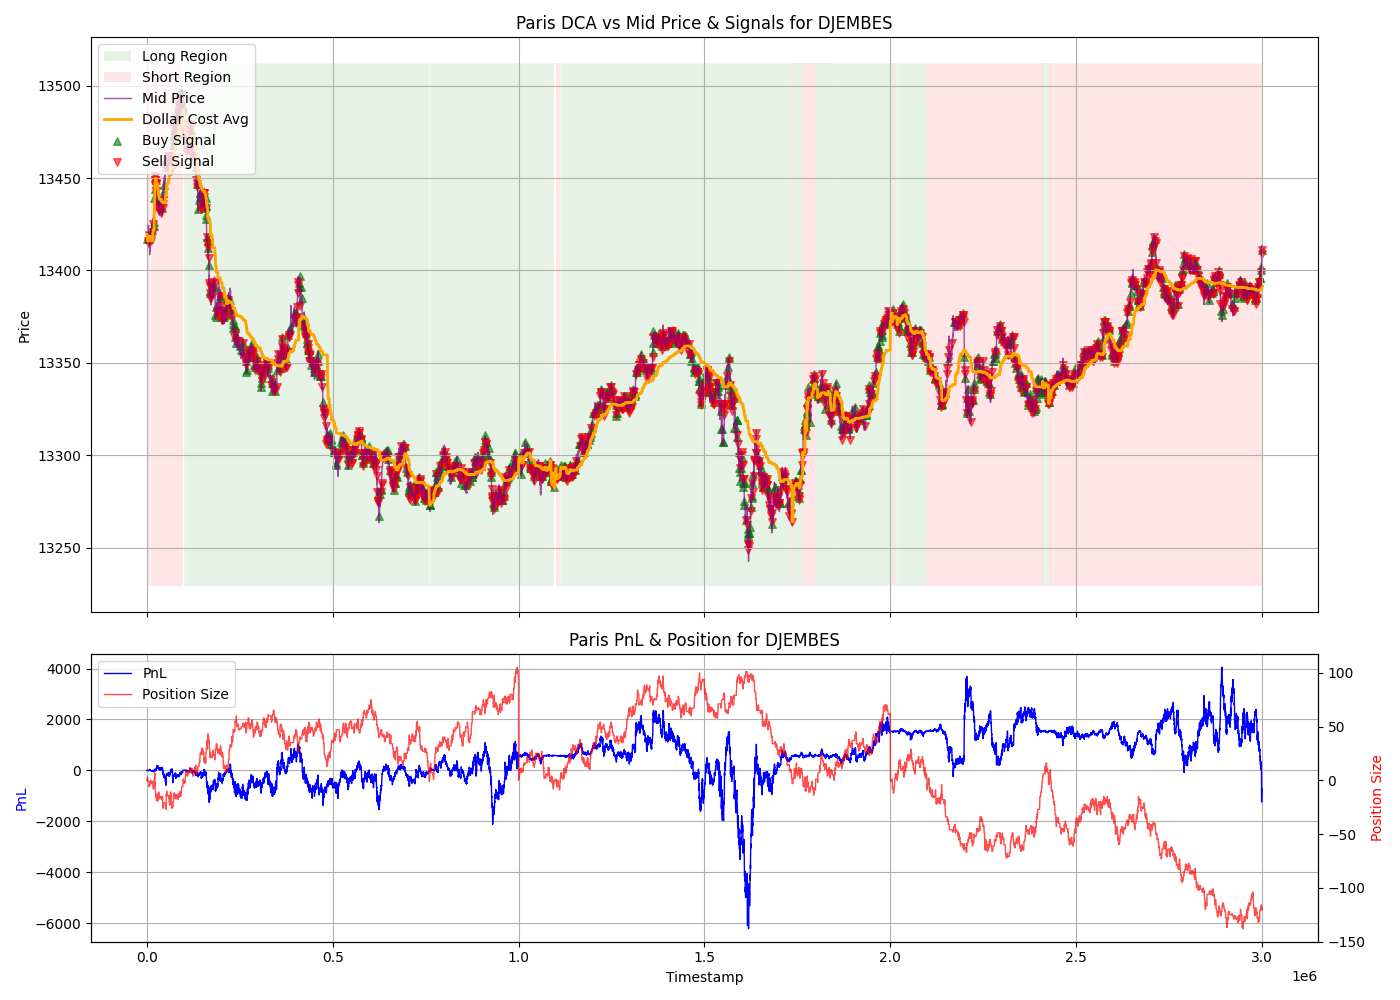 Paris DCA vs Mid Price & Signals for DJEMBES
Long Region
Short Region
Mid Price
Dollar Cost Avg
Buy Signal
Sell Signal
13500
13450
13400
13350
13300
13250
Price
Paris PnL & Position for DJEMBES
PnL
Position Size
4000
2000
0
−2000
−4000
−6000
PnL
100
50
0
−50
−100
−150
Position Size
0.0 0.5 1.0 1.5 2.0 2.5 3.0
1e6
Timestamp